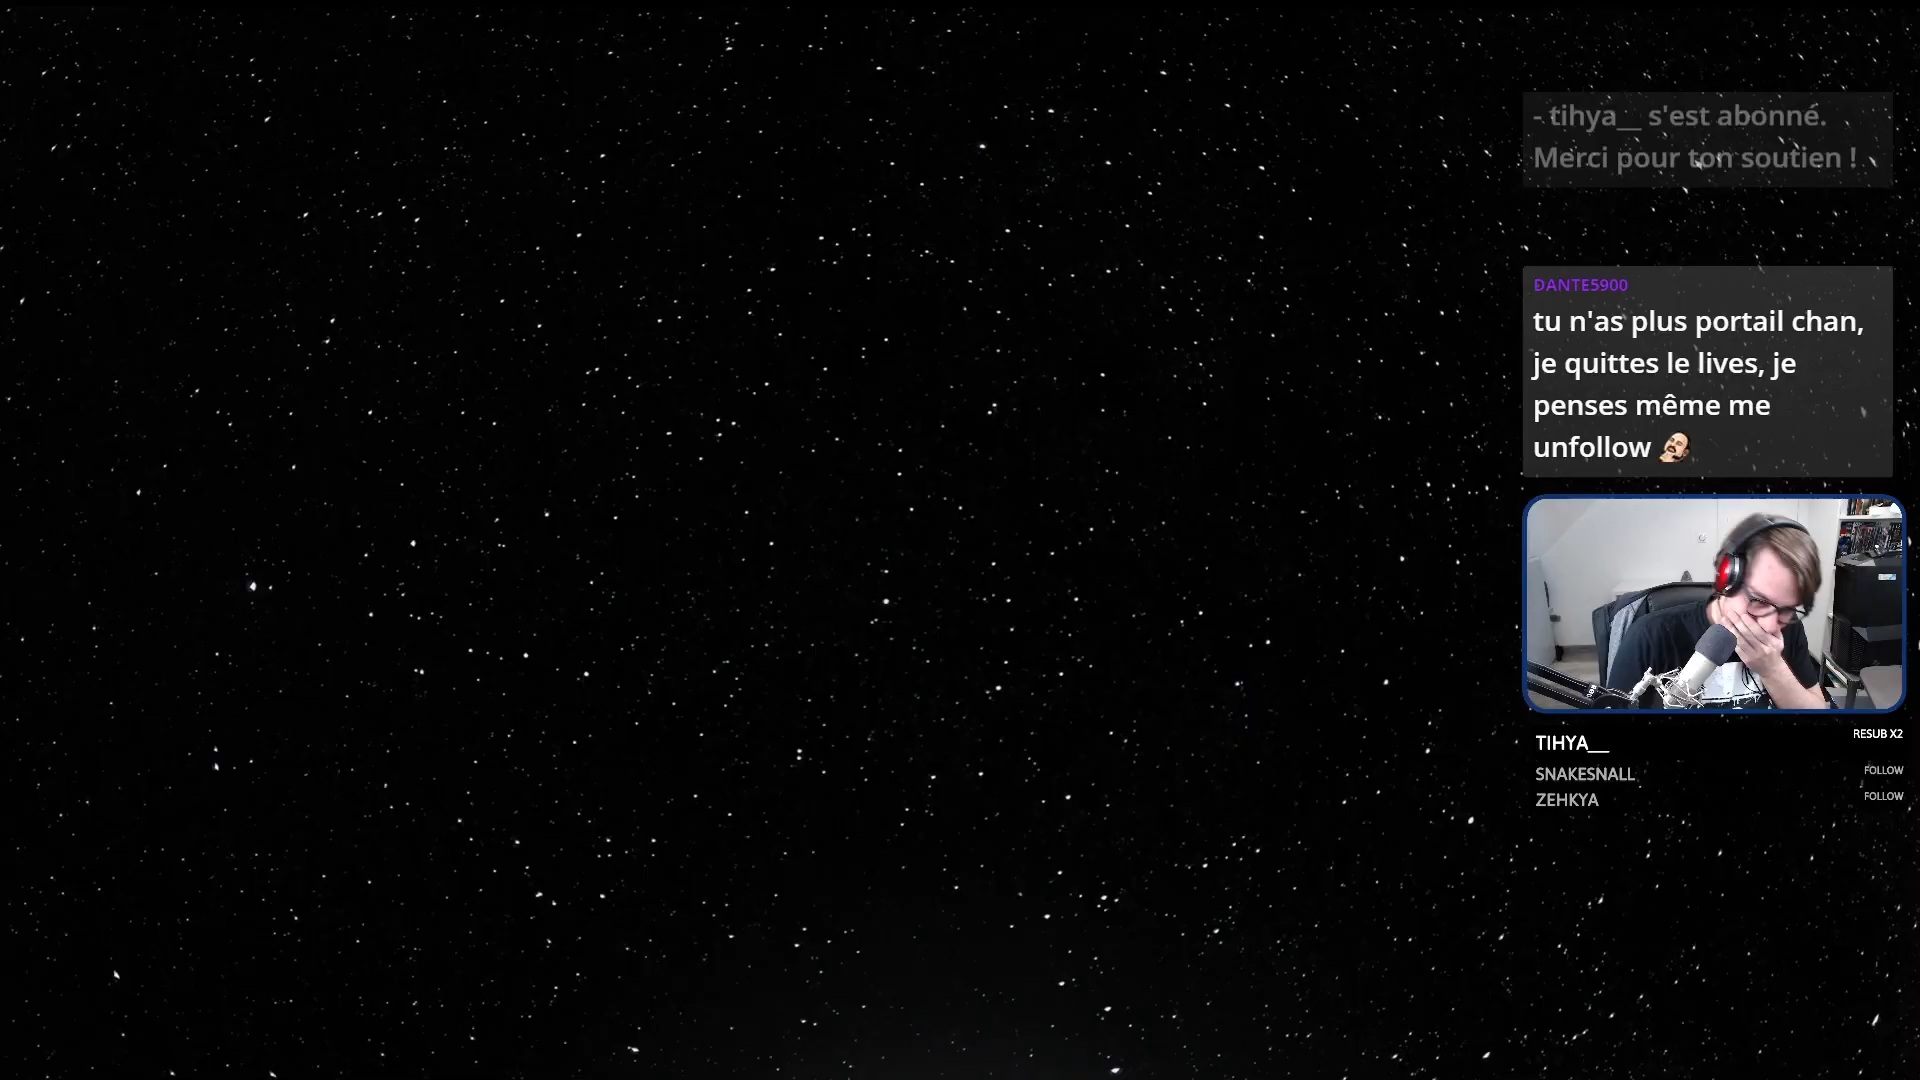 - tihya__ s'est abonné.
Merci pour ton soutien !
DANTE5900
tu n'as plus portail chan,
je quittes le lives, je
penses même me
unfollow
TIHYA__ RESUB X2
SNAKESNALL FOLLOW
ZEHKYA FOLLOW